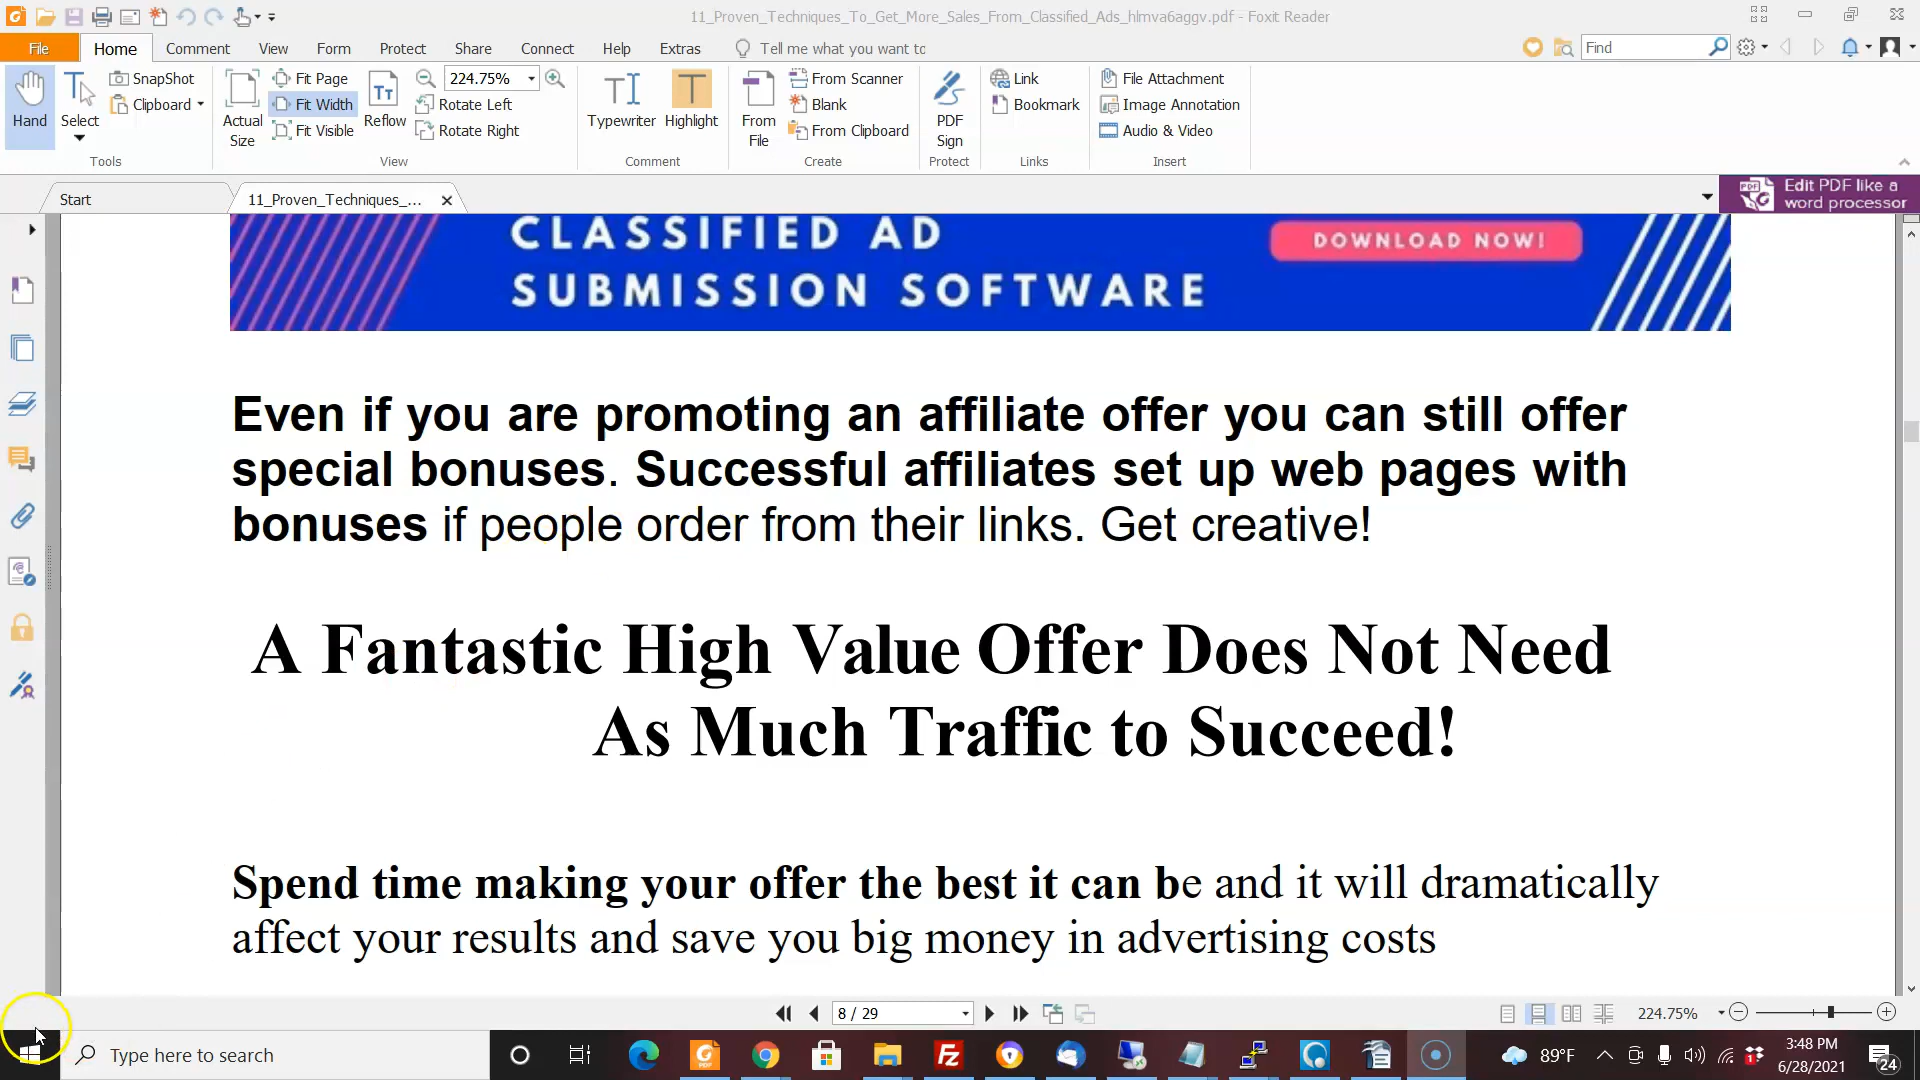 11_Proven_Techniques_To_Get_More_Sales_From_Classified_Ads_hlmva6aggv.pdf - Foxit Reader
File Home Comment View Form Protect Share Connect Help Extras Tell me what you want to Find
Hand
Select
SnapShot
Clipboard
Tools
Actual Size
Fit Page
Fit Width
Fit Visible
Reflow
224.75%
Rotate Left
Rotate Right
View
Typewriter
Highlight
Comment
From File
From Scanner
Blank
From Clipboard
Create
PDF Sign
Protect
Link
Bookmark
Links
File Attachment
Image Annotation
Audio & Video
Insert
Start
11_Proven_Techniques_...
Edit PDF like a
word processor
CLASSIFIED AD
SUBMISSION SOFTWARE
DOWNLOAD NOW!
Even if you are promoting an affiliate offer you can still offer
special bonuses. Successful affiliates set up web pages with
bonuses if people order from their links. Get creative!
A Fantastic High Value Offer Does Not Need
As Much Traffic to Succeed!
Spend time making your offer the best it can be and it will dramatically
affect your results and save you big money in advertising costs
8 / 29
224.75%
Type here to search
89°F
3:48 PM
6/28/2021
24